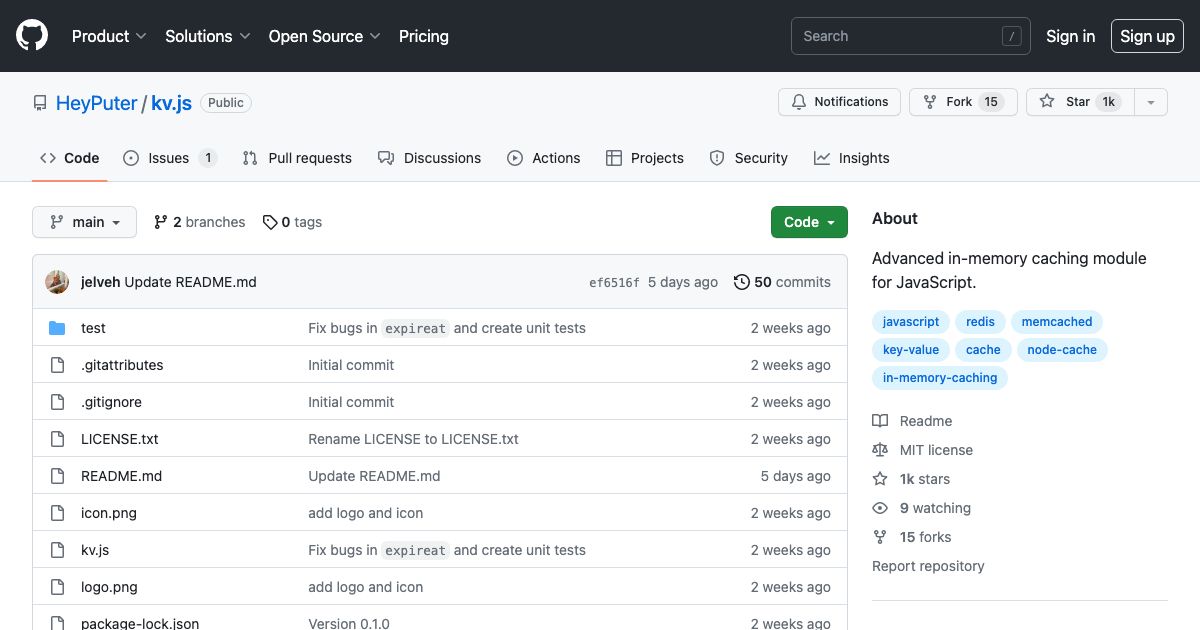 Product Solutions Open Source Pricing Search / Sign in Sign up
HeyPuter / kv.js Public Notifications Fork 15 Star 1k
Code Issues 1 Pull requests Discussions Actions Projects Security Insights
main 2 branches 0 tags Code
jelveh Update README.md ef6516f 5 days ago 50 commits
test Fix bugs in expireat and create unit tests 2 weeks ago
.gitattributes Initial commit 2 weeks ago
.gitignore Initial commit 2 weeks ago
LICENSE.txt Rename LICENSE to LICENSE.txt 2 weeks ago
README.md Update README.md 5 days ago
icon.png add logo and icon 2 weeks ago
kv.js Fix bugs in expireat and create unit tests 2 weeks ago
logo.png add logo and icon 2 weeks ago
package-lock.json Version 0.1.0 2 weeks ago
About
Advanced in-memory caching module
for JavaScript.
javascript redis memcached
key-value cache node-cache
in-memory-caching
Readme
MIT license
1k stars
9 watching
15 forks
Report repository